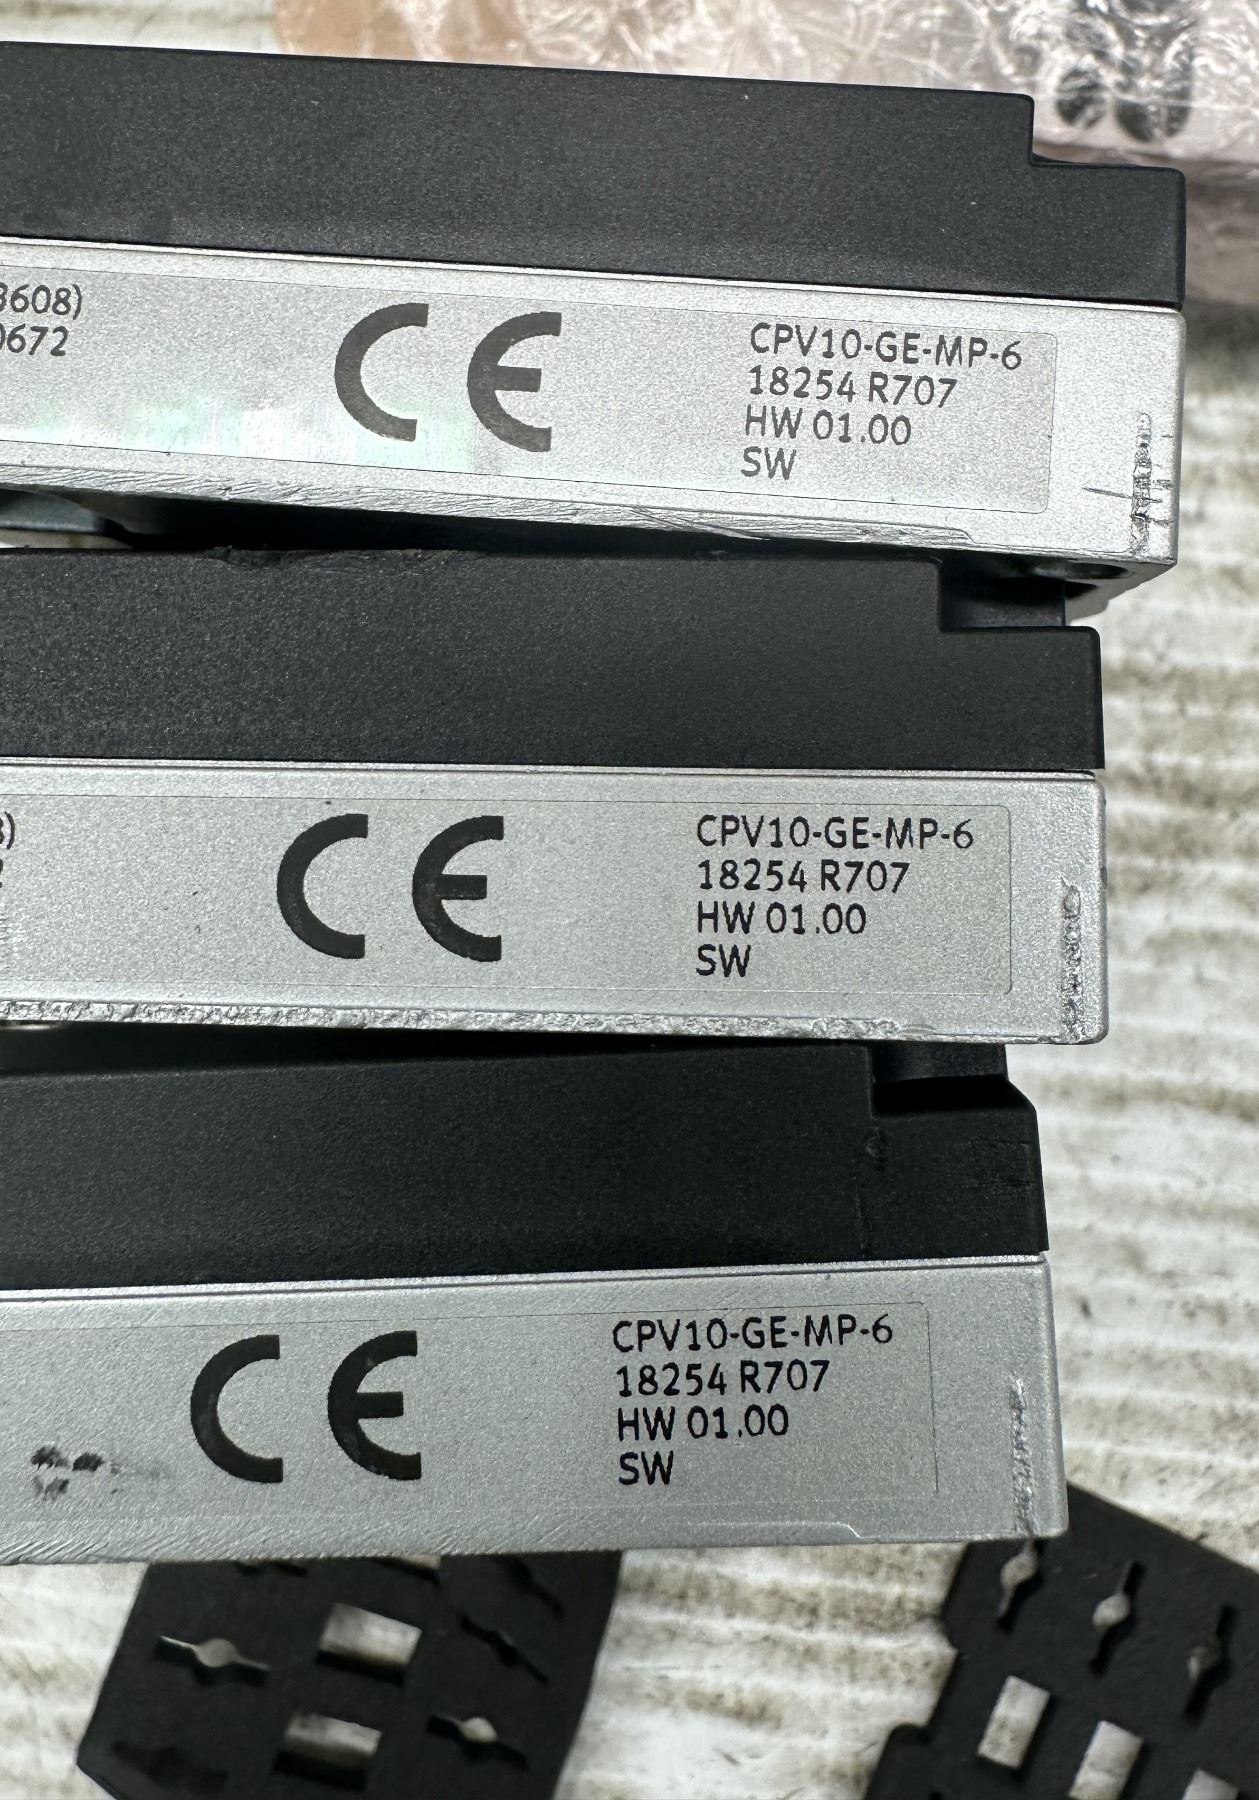 3608)
0672
CE
CPV10-GE-MP-6
18254 R707
HW 01.00
SW
CE
CPV10-GE-MP-6
18254 R707
HW 01.00
SW
CE
CPV10-GE-MP-6
18254 R707
HW 01.00
SW